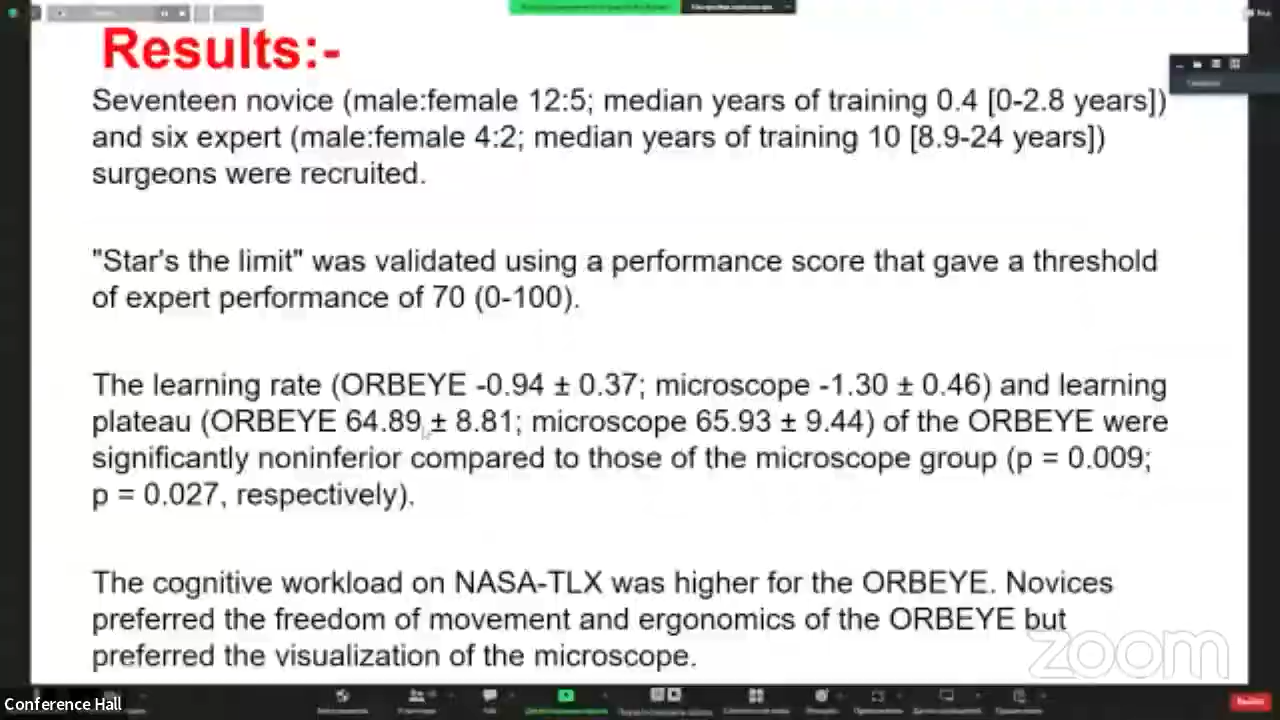 Results:-
Seventeen novice (male:female 12:5; median years of training 0.4 [0-2.8 years])
and six expert (male:female 4:2; median years of training 10 [8.9-24 years])
surgeons were recruited.
"Star's the limit" was validated using a performance score that gave a threshold
of expert performance of 70 (0-100).
The learning rate (ORBEYE -0.94 ± 0.37; microscope -1.30 ± 0.46) and learning
plateau (ORBEYE 64.89 ± 8.81; microscope 65.93 ± 9.44) of the ORBEYE were
significantly noninferior compared to those of the microscope group (p = 0.009;
p = 0.027, respectively).
The cognitive workload on NASA-TLX was higher for the ORBEYE. Novices
preferred the freedom of movement and ergonomics of the ORBEYE but
preferred the visualization of the microscope.
zoom
Conference Hall